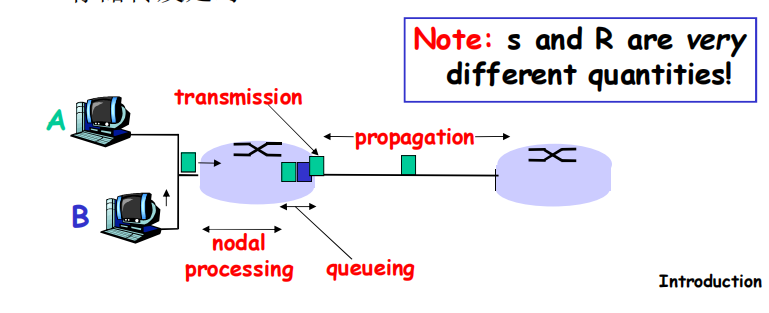 Note: s and R are very
different quantities!
transmission
A
propagation
B
nodal
processing
queueing
Introduction